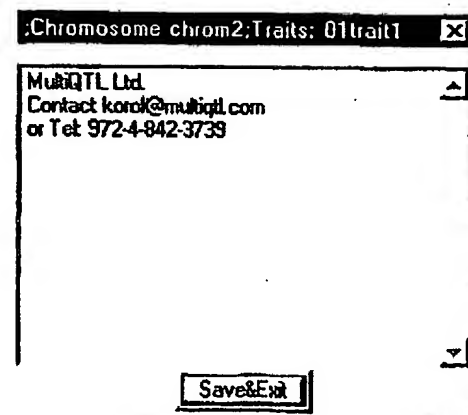 ;Chromosome chrom2;Traits: 01trait1
MultiQTL Ltd.
Contact korol@multiqtl.com
or Tel: 972-4-842-3739
Save&Exit